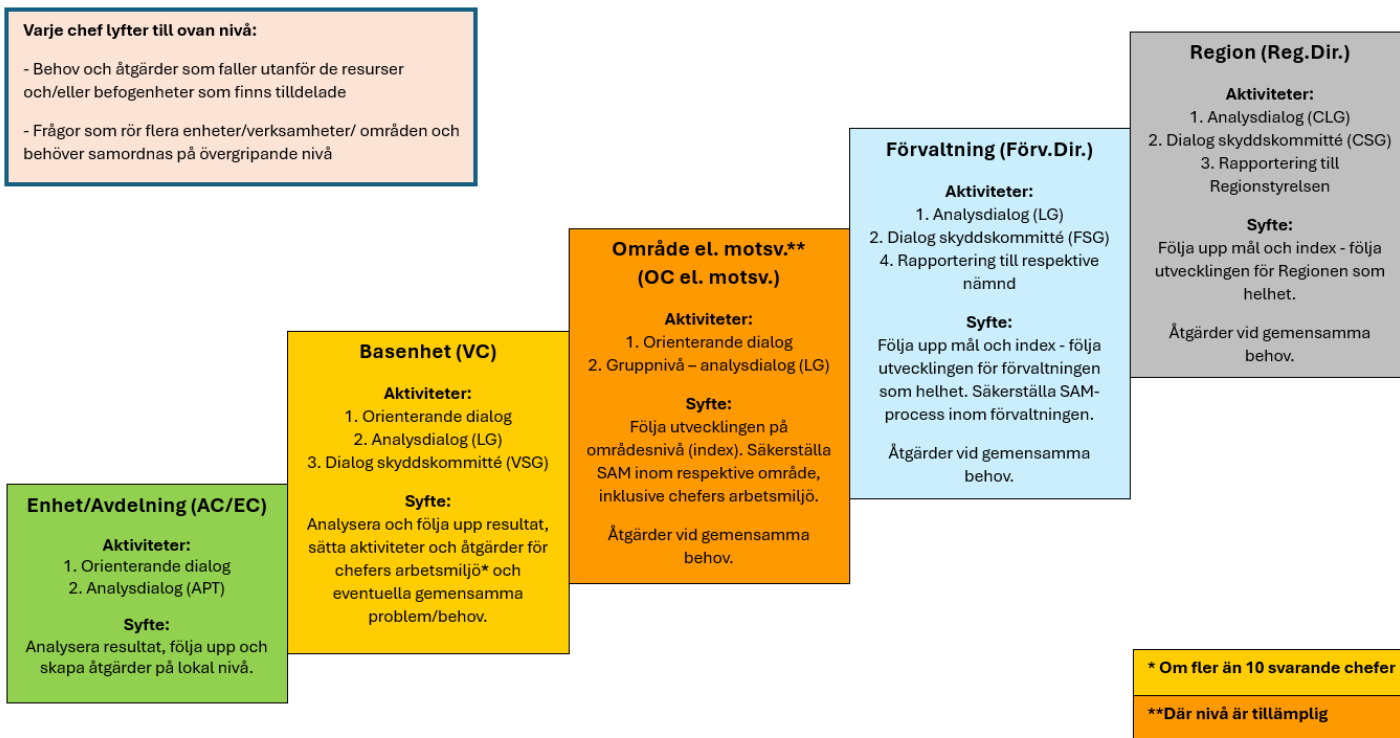 Varje chef lyfter till ovan nivå:
- Behov och åtgärder som faller utanför de resurser
och/eller befogenheter som finns tilldelade
- Frågor som rör flera enheter/verksamheter/ områden och
behöver samordnas på övergripande nivå
Enhet/Avdelning (AC/EC)
Aktiviteter:
1. Orienterande dialog
2. Analysdialog (APT)
Syfte:
Analysera resultat, följa upp och
skapa åtgärder på lokal nivå.
Basenhet (VC)
Aktiviteter:
1. Orienterande dialog
2. Analysdialog (LG)
3. Dialog skyddskommitté (VSG)
Syfte:
Analysera och följa upp resultat,
sätta aktiviteter och åtgärder för
chefers arbetsmiljö* och
eventuella gemensamma
problem/behov.
Område el. motsv.**
(OC el. motsv.)
Aktiviteter:
1. Orienterande dialog
2. Gruppnivå – analysdialog (LG)
Syfte:
Följa utvecklingen på
områdesnivå (index). Säkerställa
SAM inom respektive område,
inklusive chefers arbetsmiljö.
Åtgärder vid gemensamma
behov.
Förvaltning (Förv.Dir.)
Aktiviteter:
1. Analysdialog (LG)
2. Dialog skyddskommitté (FSG)
4. Rapportering till respektive
nämnd
Syfte:
Följa upp mål och index - följa
utvecklingen för förvaltningen
som helhet. Säkerställa SAM-
process inom förvaltningen.
Åtgärder vid gemensamma
behov.
Region (Reg.Dir.)
Aktiviteter:
1. Analysdialog (CLG)
2. Dialog skyddskommitté (CSG)
3. Rapportering till
Regionstyrelsen
Syfte:
Följa upp mål och index - följa
utvecklingen för Regionen som
helhet.
Åtgärder vid gemensamma
behov.
* Om fler än 10 svarande chefer
**Där nivå är tillämplig